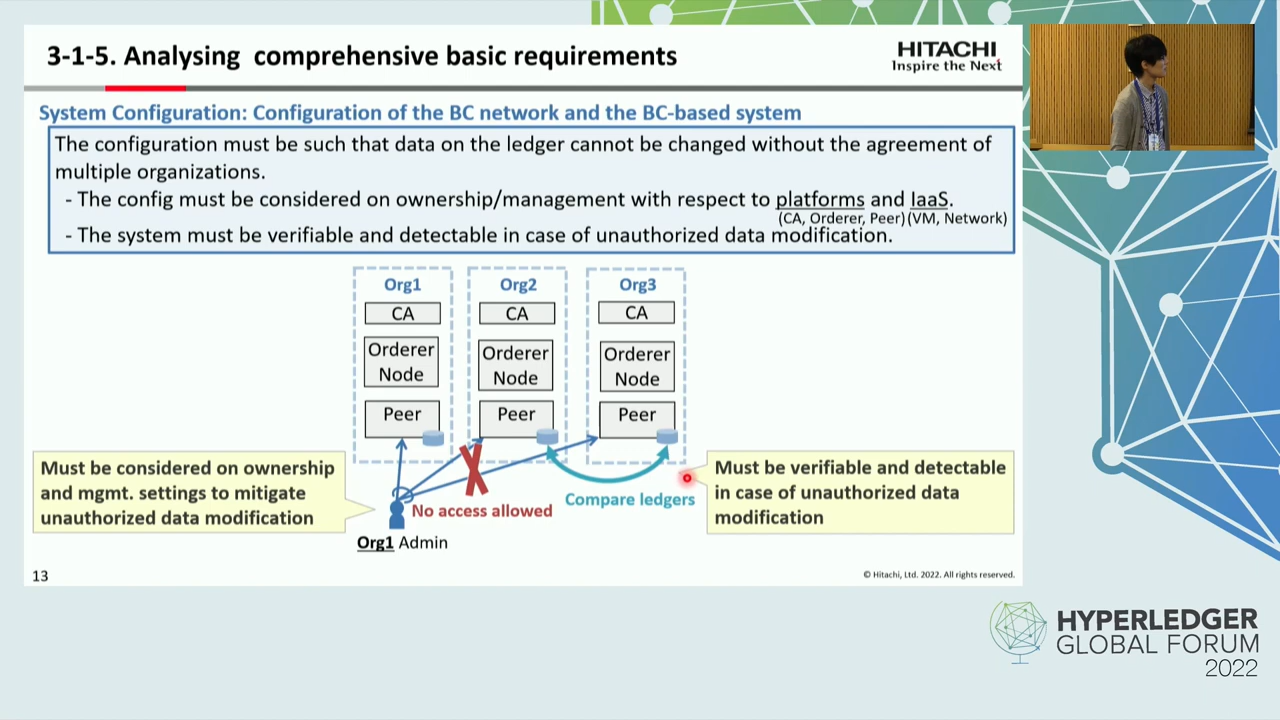 3-1-5. Analysing comprehensive basic requirements
HITACHI
Inspire the Next
System Configuration: Configuration of the BC network and the BC-based system
The configuration must be such that data on the ledger cannot be changed without the agreement of
multiple organizations.
- The config must be considered on ownership/management with respect to platforms and IaaS.
(CA, Orderer, Peer)(VM, Network)
- The system must be verifiable and detectable in case of unauthorized data modification.
Org1
CA
Orderer
Node
Peer
Org2
CA
Orderer
Node
Peer
Org3
CA
Orderer
Node
Peer
Must be considered on ownership
and mgmt. settings to mitigate
unauthorized data modification
No access allowed
Compare ledgers
Must be verifiable and detectable
in case of unauthorized data
modification
Org1 Admin
13
© Hitachi, Ltd. 2022. All rights reserved.
HYPERLEDGER
GLOBAL FORUM
2022